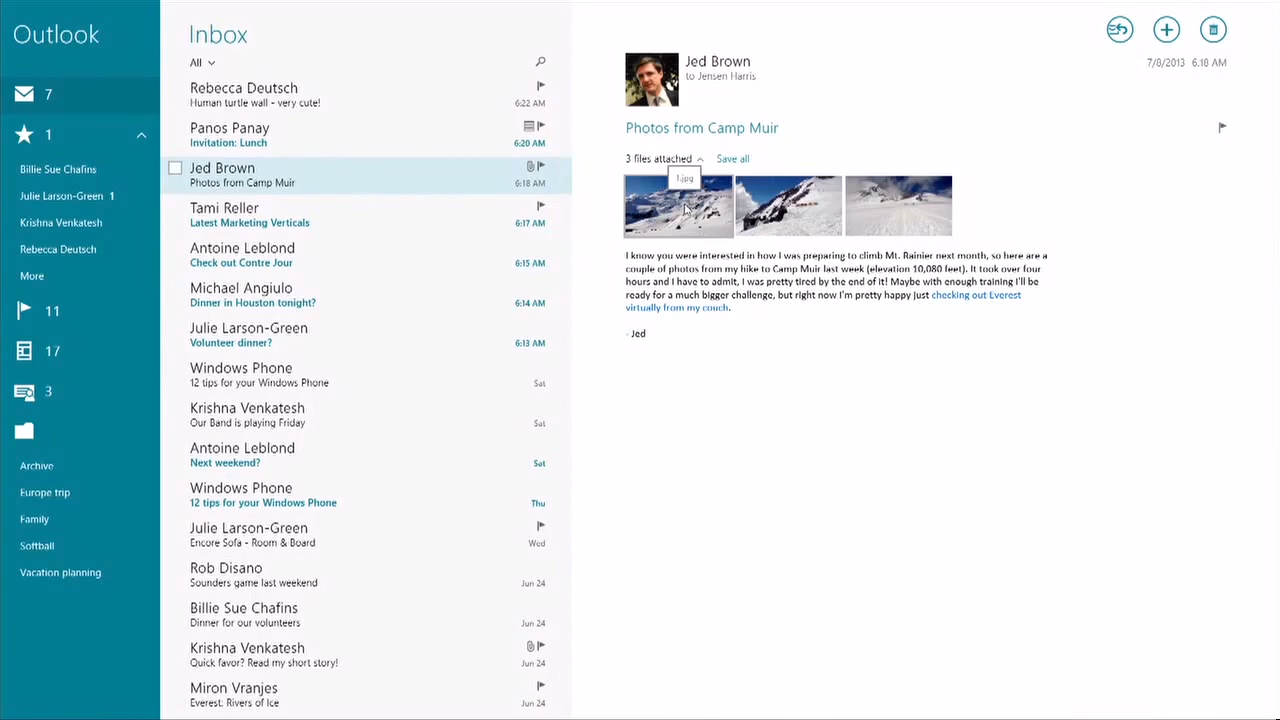 Outlook
7
1
Billie Sue Chafins
Julie Larson-Green 1
Krishna Venkatesh
Rebecca Deutsch
More
11
17
3
Archive
Europe trip
Family
Softball
Vacation planning
Inbox
All
Rebecca Deutsch
Human turtle wall - very cute! 6:22 AM
Panos Panay
Invitation: Lunch 6:20 AM
Jed Brown
Photos from Camp Muir 6:18 AM
Tami Reller
Latest Marketing Verticals 6:17 AM
Antoine Leblond
Check out Contre Jour 6:15 AM
Michael Angiulo
Dinner in Houston tonight? 6:14 AM
Julie Larson-Green
Volunteer dinner? 6:13 AM
Windows Phone
12 tips for your Windows Phone Sat
Krishna Venkatesh
Our Band is playing Friday Sat
Antoine Leblond
Next weekend? Sat
Windows Phone
12 tips for your Windows Phone Thu
Julie Larson-Green
Encore Sofa - Room & Board Wed
Rob Disano
Sounders game last weekend Jun 24
Billie Sue Chafins
Dinner for our volunteers Jun 24
Krishna Venkatesh
Quick favor? Read my short story! Jun 24
Miron Vranjes
Everest: Rivers of Ice Jun 24
Jed Brown
to Jensen Harris
7/8/2013 6:18 AM
Photos from Camp Muir
3 files attached Save all
1.jpg
I know you were interested in how I was preparing to climb Mt. Rainier next month, so here are a
couple of photos from my hike to Camp Muir last week (elevation 10,080 feet). It took over four
hours and I have to admit, I was pretty tired by the end of it! Maybe with enough training I'll be
ready for a much bigger challenge, but right now I'm pretty happy just checking out Everest
virtually from my couch.
- Jed